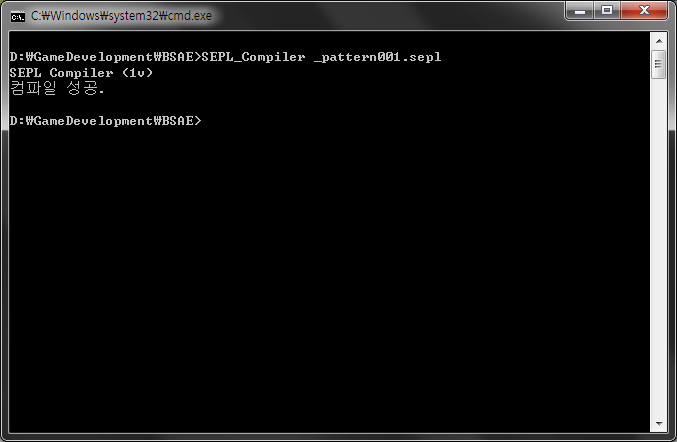 C:₩Windows₩system32₩cmd.exe
D:₩GameDevelopment₩BSAE>SEPL_Compiler _pattern001.sepl
SEPL Compiler (1v)
컴파일 성공.
D:₩GameDevelopment₩BSAE>